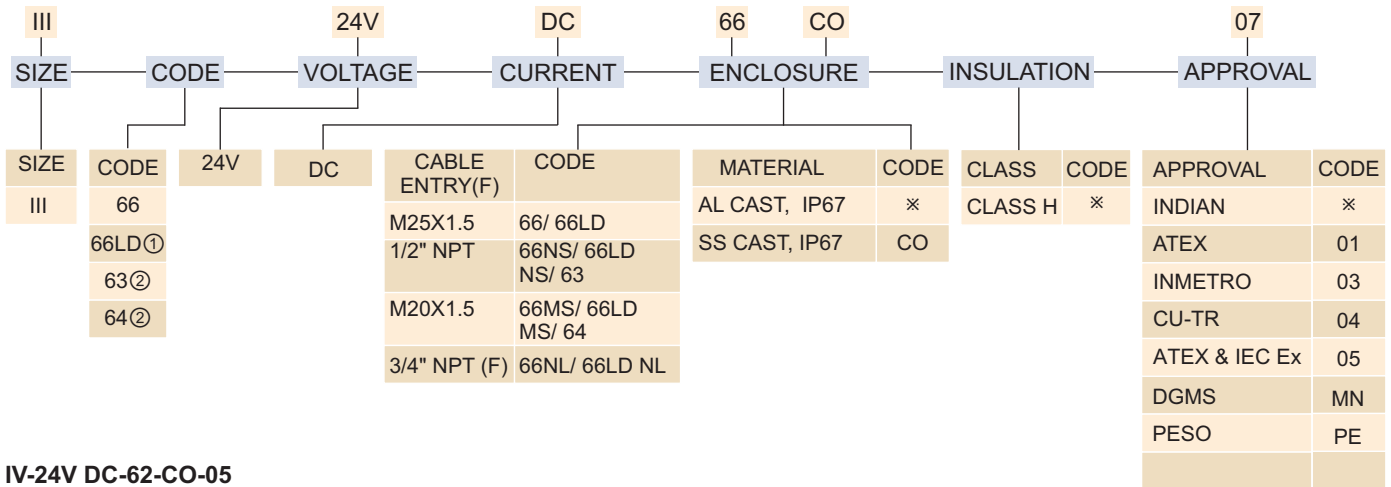 III 24V DC 66 CO 07
SIZE CODE VOLTAGE CURRENT ENCLOSURE INSULATION APPROVAL
SIZE
III
CODE
66
66LD①
63②
64②
24V
DC
CABLE ENTRY(F) CODE
M25X1.5 66/ 66LD
1/2" NPT 66NS/ 66LD
NS/ 63
M20X1.5 66MS/ 66LD
MS/ 64
3/4" NPT (F) 66NL/ 66LD NL
MATERIAL CODE
AL CAST, IP67 ※
SS CAST, IP67 CO
CLASS CODE
CLASS H ※
APPROVAL CODE
INDIAN ※
ATEX 01
INMETRO 03
CU-TR 04
ATEX & IEC Ex 05
DGMS MN
PESO PE
IV-24V DC-62-CO-05